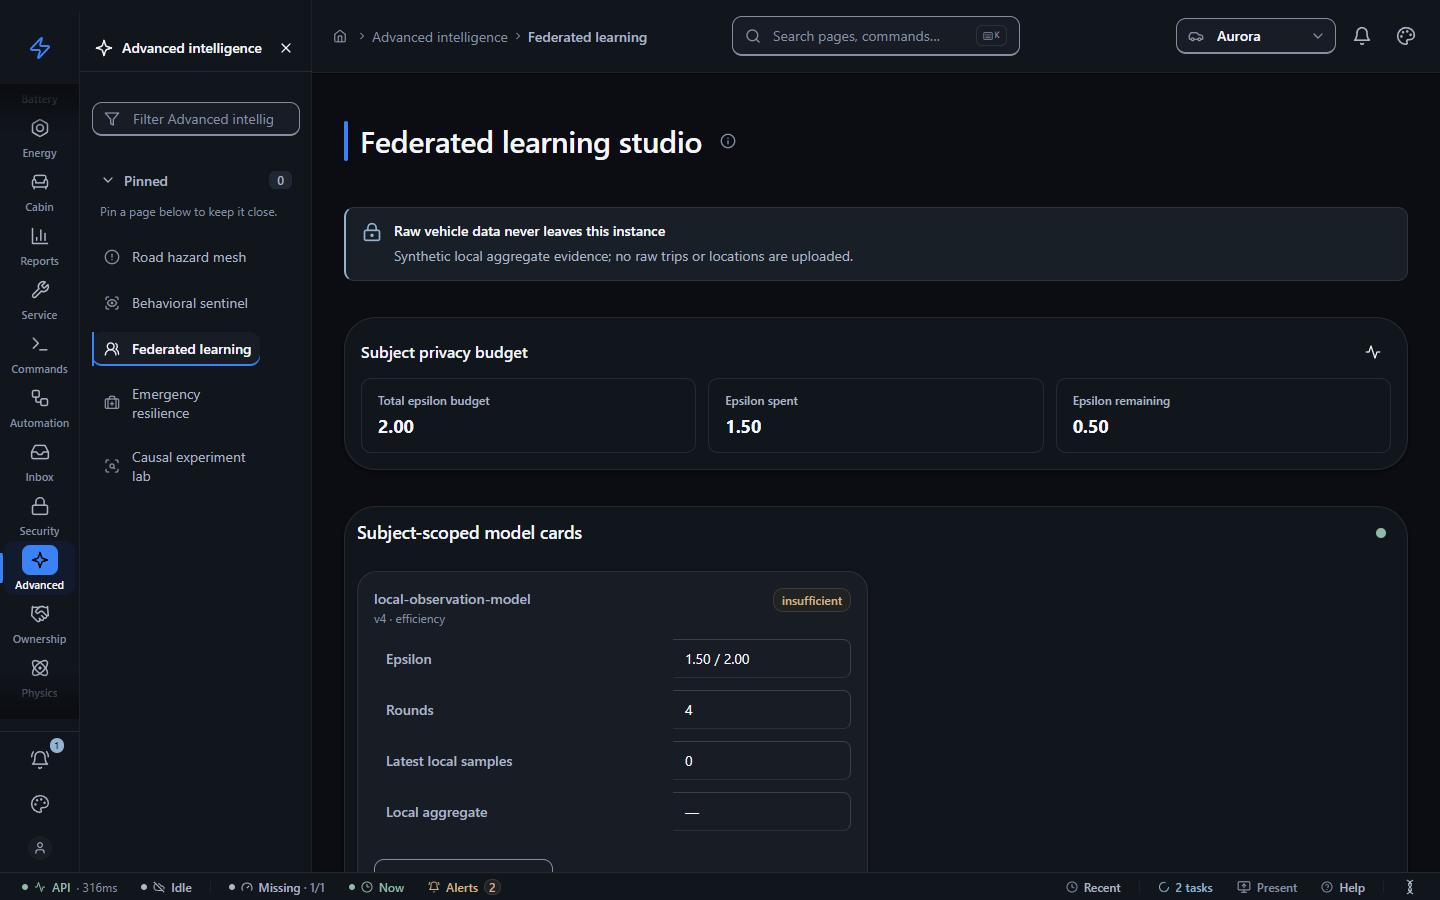 Battery
Energy
Cabin
Reports
Service
Commands
Automation
Inbox
Security
Advanced
Ownership
Physics
1
Advanced intelligence
Filter Advanced intellig
Pinned
0
Pin a page below to keep it close.
Road hazard mesh
Behavioral sentinel
Federated learning
Emergency
resilience
Causal experiment
lab
Advanced intelligence
Federated learning
Search pages, commands...
K
Aurora
Federated learning studio
Raw vehicle data never leaves this instance
Synthetic local aggregate evidence; no raw trips or locations are uploaded.
Subject privacy budget
Total epsilon budget
2.00
Epsilon spent
1.50
Epsilon remaining
0.50
Subject-scoped model cards
local-observation-model
insufficient
v4 · efficiency
Epsilon
1.50 / 2.00
Rounds
4
Latest local samples
0
Local aggregate
—
API · 316ms
Idle
Missing · 1/1
Now
Alerts 2
Recent
2 tasks
Present
Help